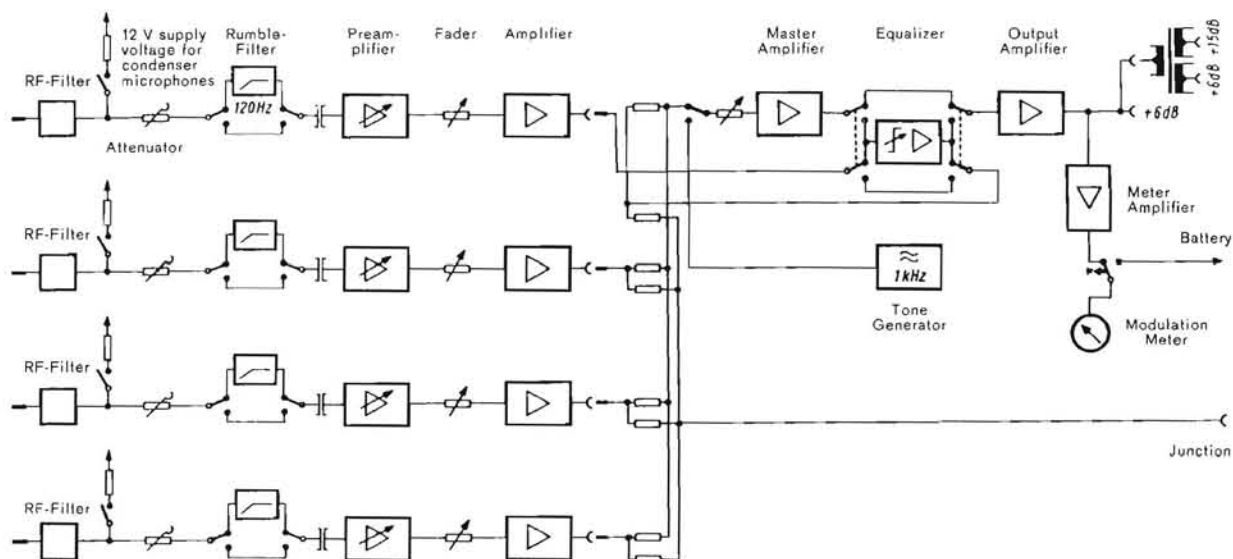 12 V supply
voltage for
condenser
microphones
Rumble-
Filter
Pream-
plifier
Fader
Amplifier
Master
Amplifier
Equalizer
Output
Amplifier
+6dB +15dB
RF-Filter
120Hz
+6dB
Attenuator
Meter
Amplifier
RF-Filter
Battery
≈
1kHz
Tone
Generator
Modulation
Meter
RF-Filter
Junction
RF-Filter